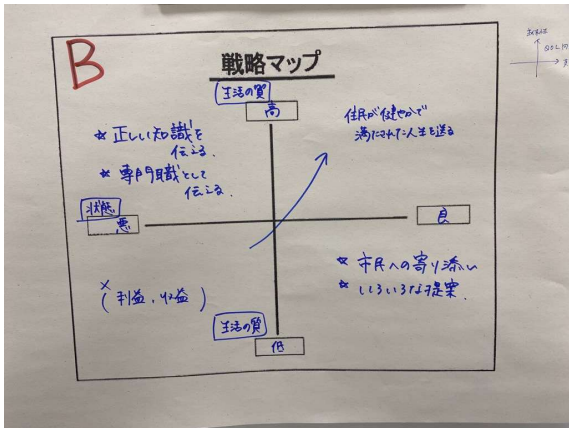 B
戦略マップ
生活の質
高
住民が健やかで
満たされた人生を送る
* 正しい知識を
伝える.
* 専門職として
伝える.
状態
悪
良
* 市民への寄り添い
* いろいろな提案.
×
(利益,収益)
生活の質
低
QOL